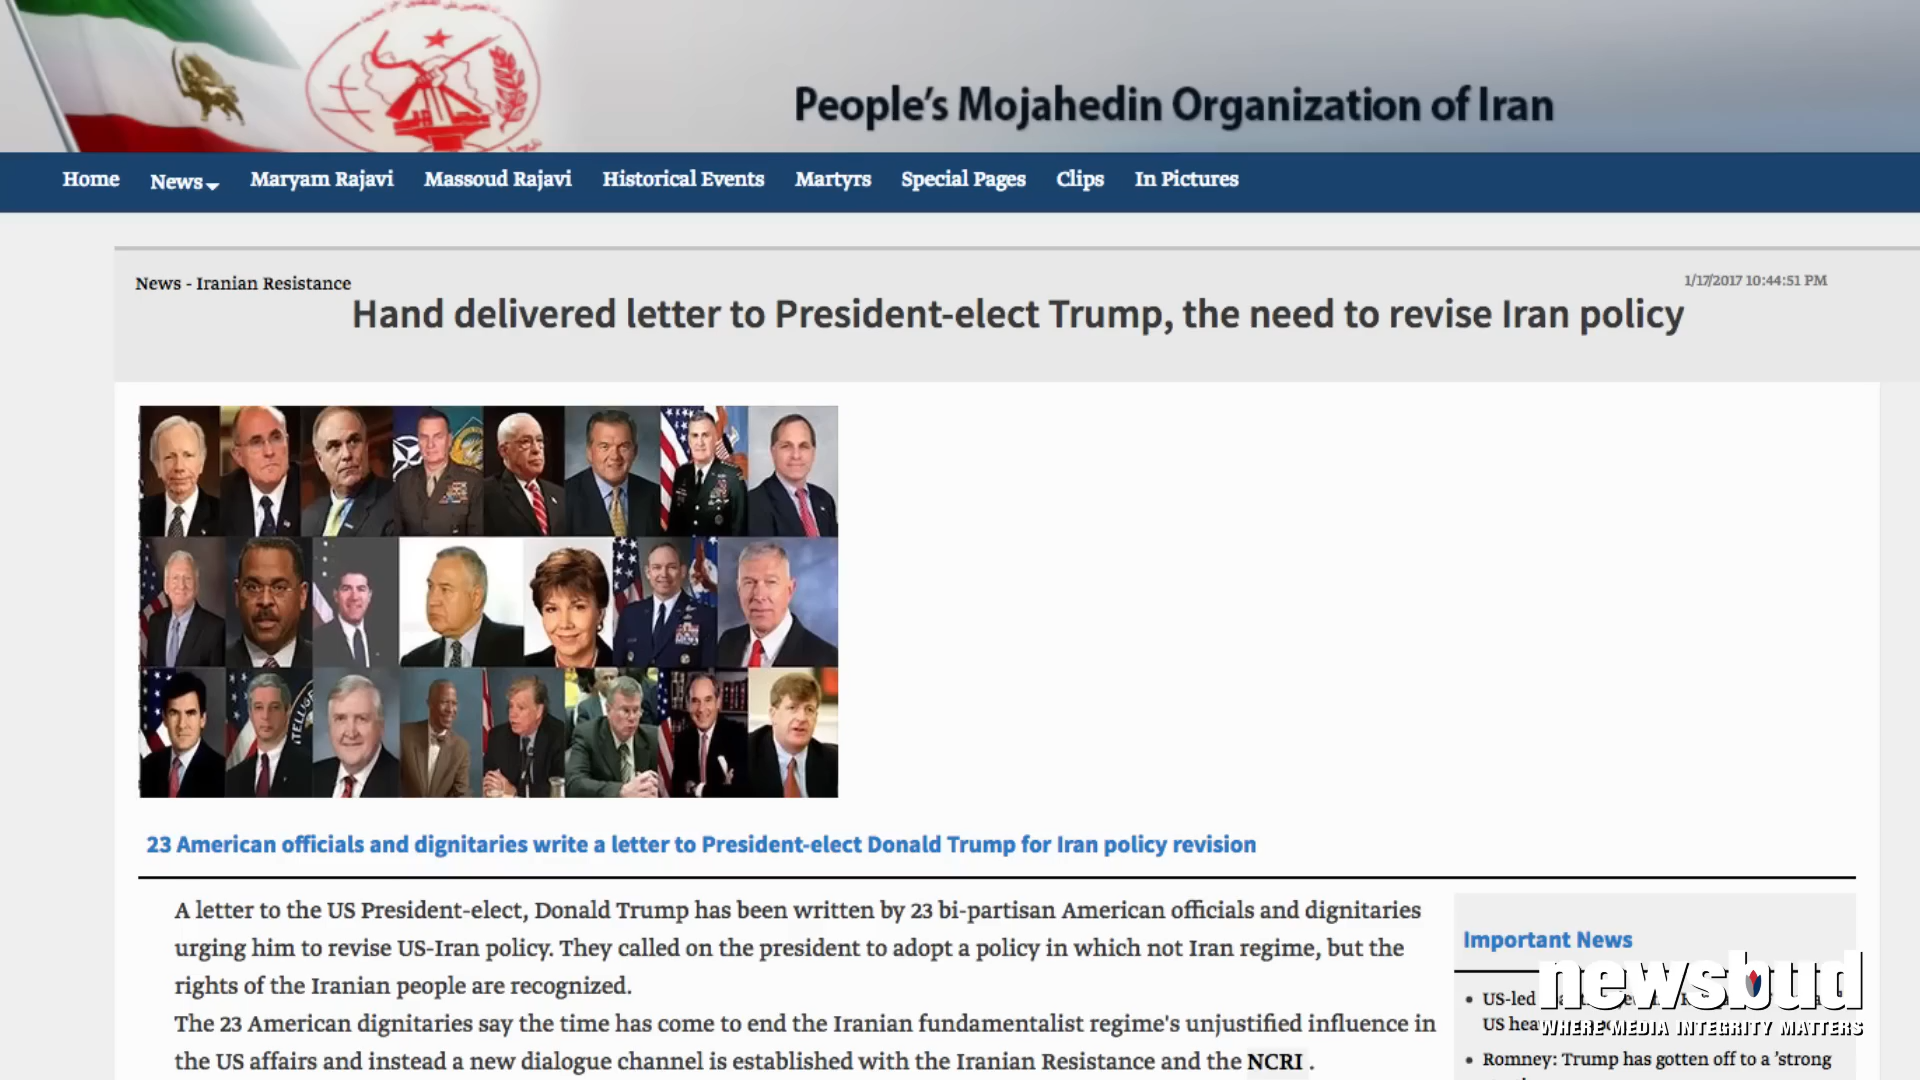 People's Mojahedin Organization of Iran
Home News Maryam Rajavi Massoud Rajavi Historical Events Martyrs Special Pages Clips In Pictures
News - Iranian Resistance
1/17/2017 10:44:51 PM
Hand delivered letter to President-elect Trump, the need to revise Iran policy
23 American officials and dignitaries write a letter to President-elect Donald Trump for Iran policy revision
A letter to the US President-elect, Donald Trump has been written by 23 bi-partisan American officials and dignitaries
urging him to revise US-Iran policy. They called on the president to adopt a policy in which not Iran regime, but the
rights of the Iranian people are recognized.
The 23 American dignitaries say the time has come to end the Iranian fundamentalist regime's unjustified influence in
the US affairs and instead a new dialogue channel is established with the Iranian Resistance and the NCRI .
Important News
US-led
US
Romney: Trump has gotten off to a 'strong
newsbud
WHERE MEDIA INTEGRITY MATTERS